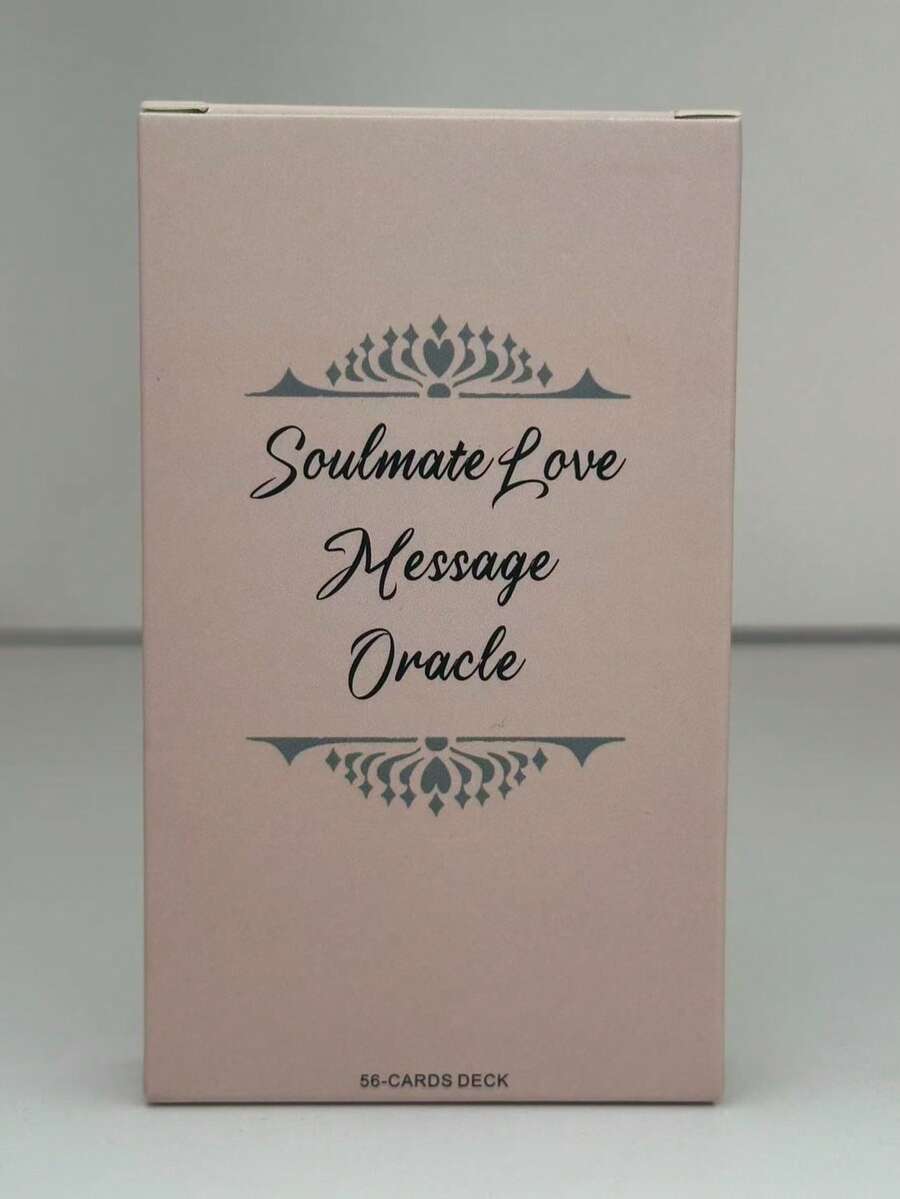 Soulmate Love
Message
Oracle
56-CARDS DECK